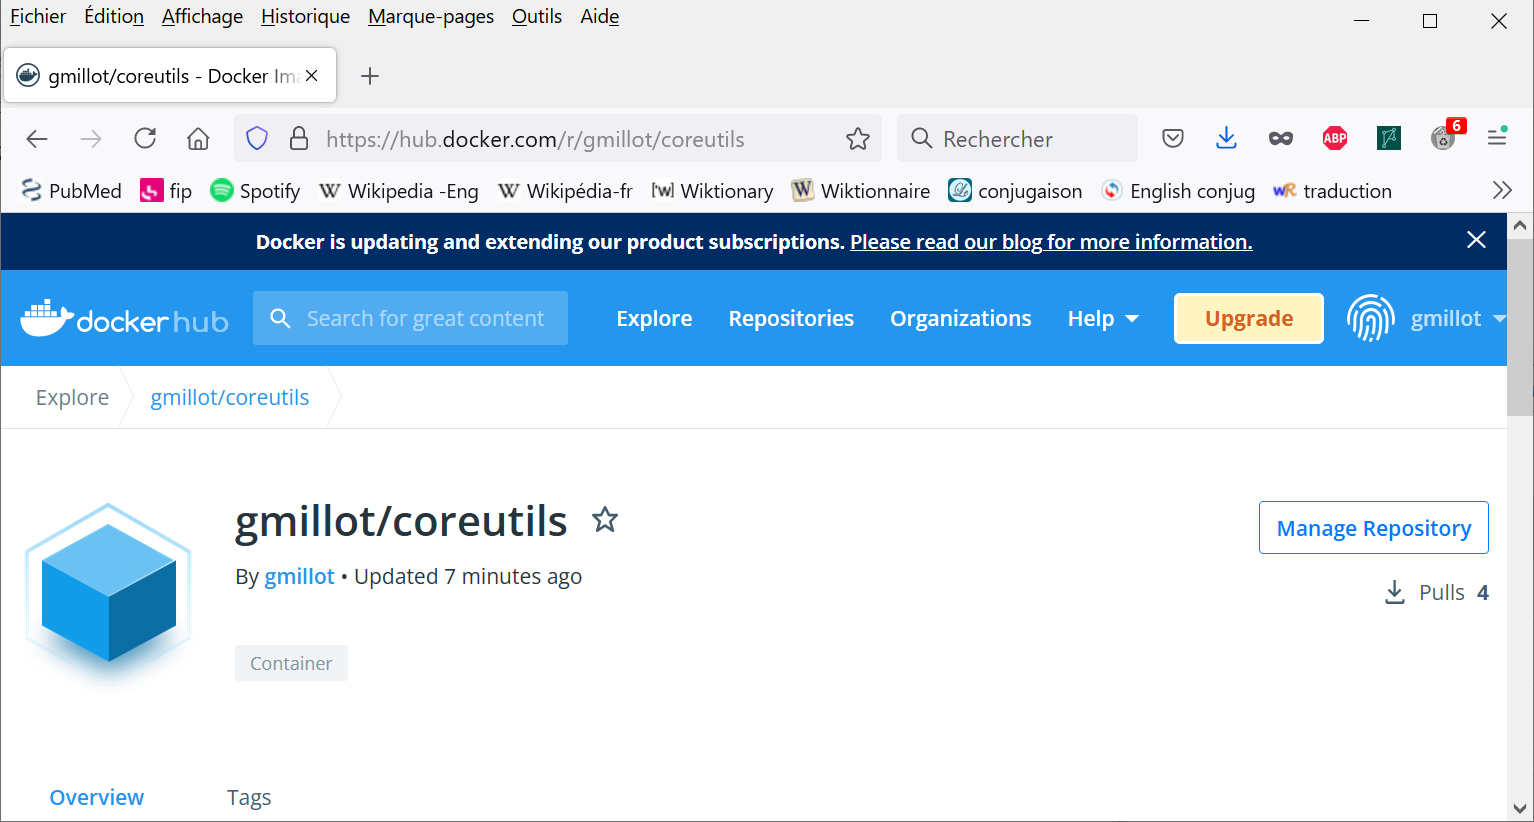 Fichier Édition Affichage Historique Marque-pages Outils Aide
gmillot/coreutils - Docker Ima
https://hub.docker.com/r/gmillot/coreutils Rechercher ABP 6
PubMed fip Spotify W Wikipedia -Eng W Wikipédia-fr ['w] Wiktionary W Wiktionnaire Le conjugaison English conjug wR traduction
Docker is updating and extending our product subscriptions. Please read our blog for more information.
docker hub Search for great content Explore Repositories Organizations Help Upgrade gmillot
Explore gmillot/coreutils
gmillot/coreutils
Manage Repository
By gmillot • Updated 7 minutes ago
Pulls 4
Container
Overview Tags